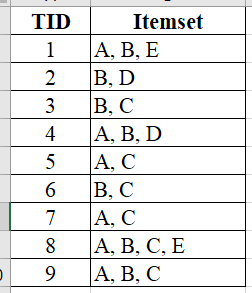 TID Itemset
1 A, B, E
2 B, D
3 B, C
4 A, B, D
5 A, C
6 B, C
7 A, C
8 A, B, C, E
9 A, B, C